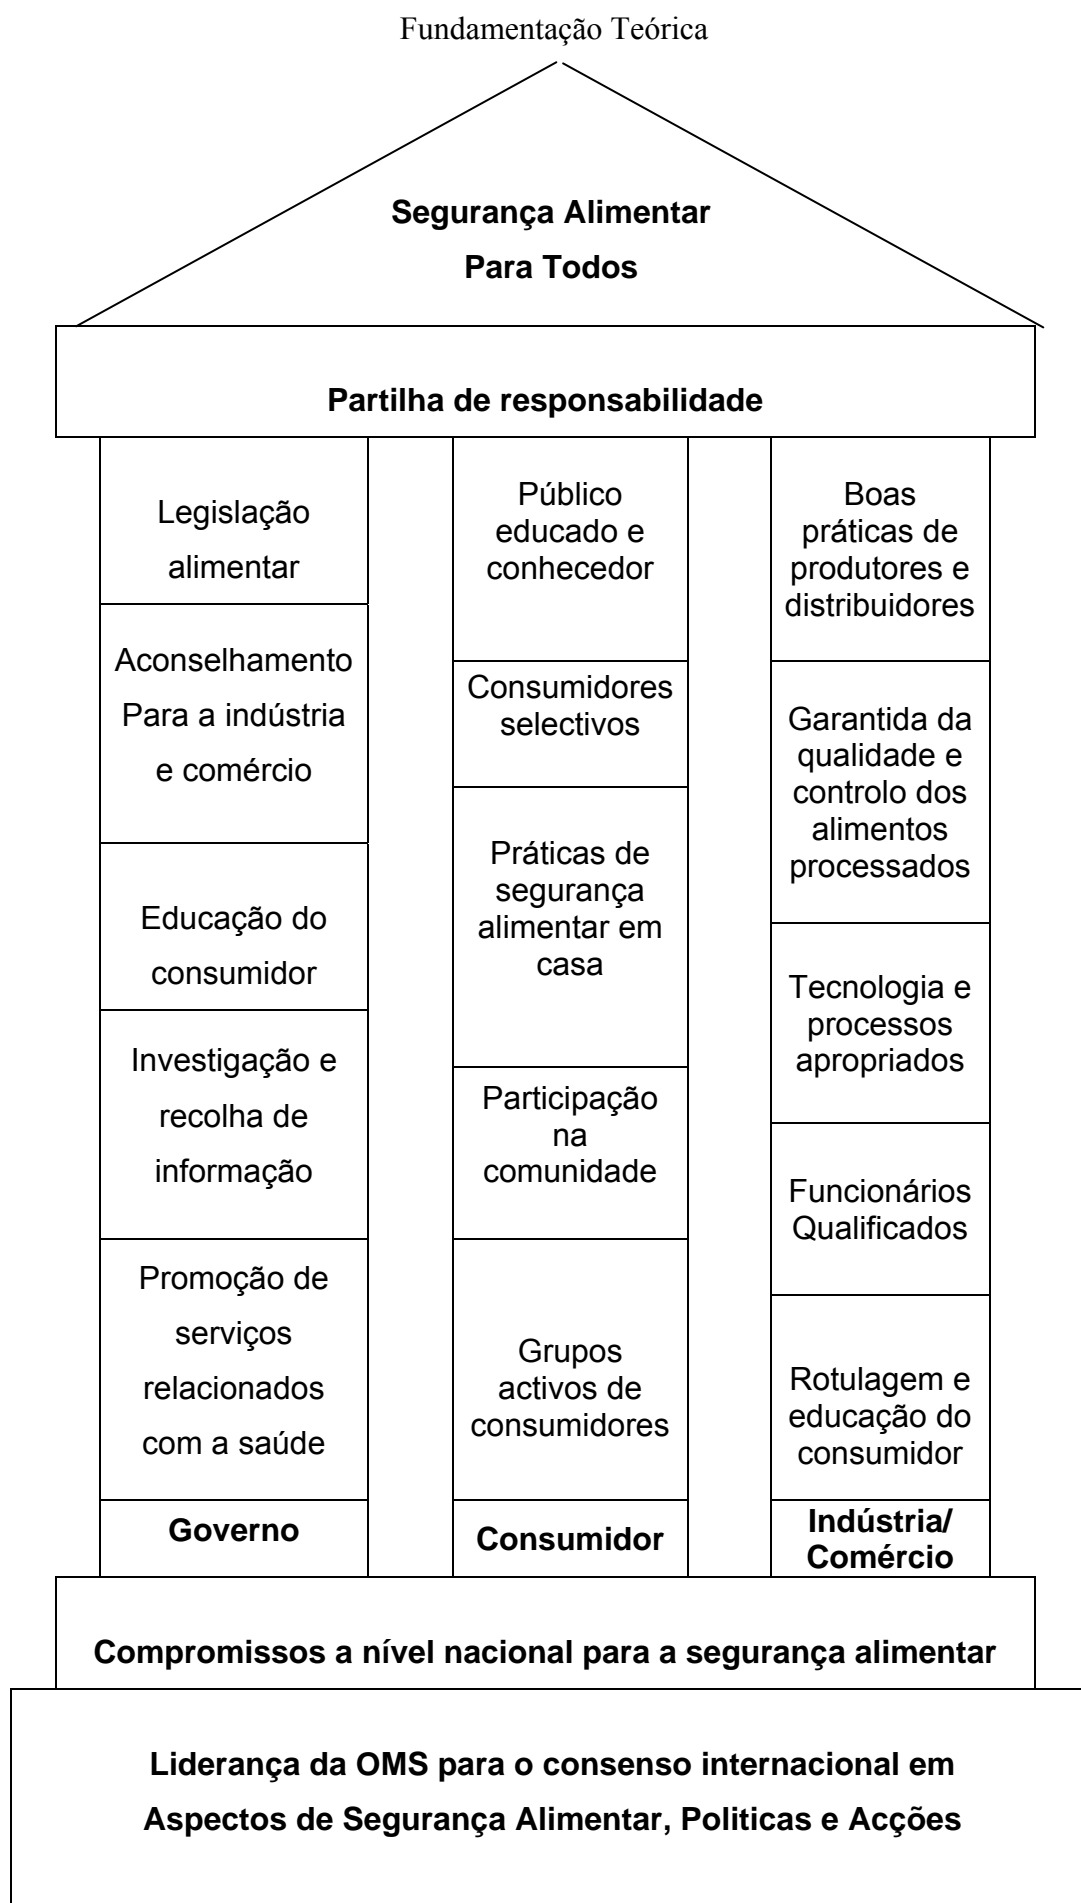 Fundamentação Teórica
Segurança Alimentar
Para Todos
Partilha de responsabilidade
Legislação
alimentar
Aconselhamento
Para a indústria
e comércio
Educação do
consumidor
Investigação e
recolha de
informação
Promoção de
serviços
relacionados
com a saúde
Governo
Público
educado e
conhecedor
Consumidores
selectivos
Práticas de
segurança
alimentar em
casa
Participação
na
comunidade
Grupos
activos de
consumidores
Consumidor
Boas
práticas de
produtores e
distribuidores
Garantida da
qualidade e
controlo dos
alimentos
processados
Tecnologia e
processos
apropriados
Funcionários
Qualificados
Rotulagem e
educação do
consumidor
Indústria/
Comércio
Compromissos a nível nacional para a segurança alimentar
Liderança da OMS para o consenso internacional em
Aspectos de Segurança Alimentar, Politicas e Acções